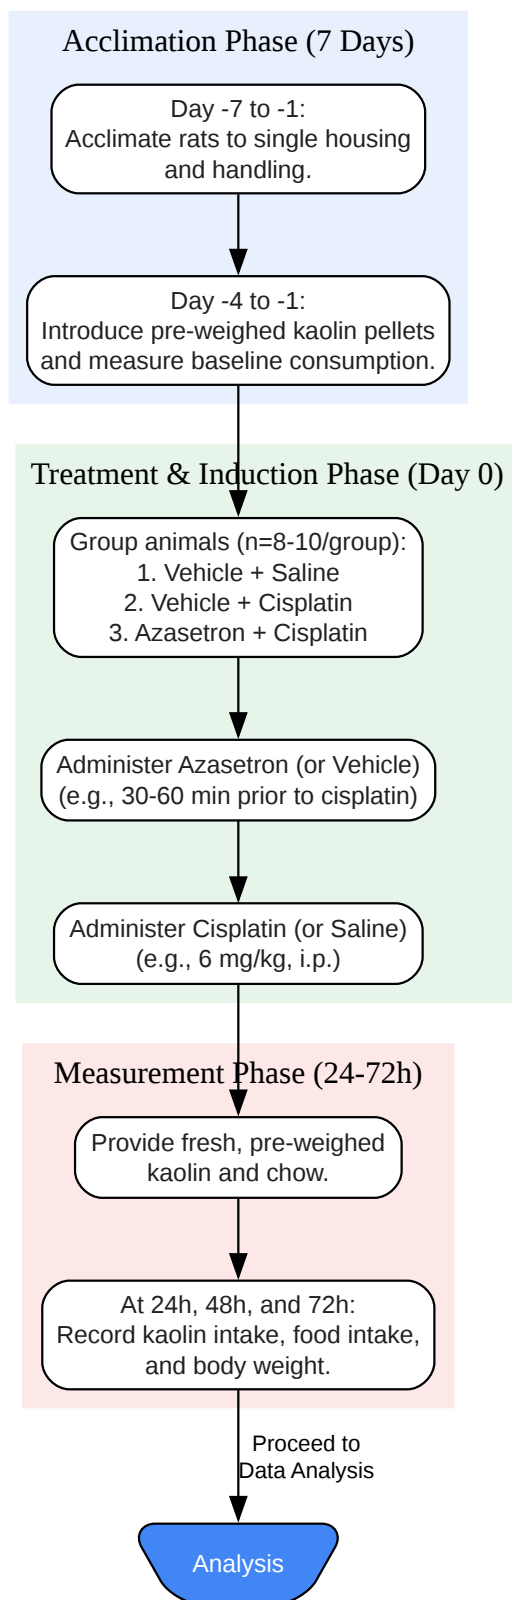 Acclimation Phase (7 Days)
Day -7 to -1:
Acclimate rats to single housing
and handling.
Day -4 to -1:
Introduce pre-weighed kaolin pellets
and measure baseline consumption.
Treatment & Induction Phase (Day 0)
Group animals (n=8-10/group):
1. Vehicle + Saline
2. Vehicle + Cisplatin
3. Azasetron + Cisplatin
Administer Azasetron (or Vehicle)
(e.g., 30-60 min prior to cisplatin)
Administer Cisplatin (or Saline)
(e.g., 6 mg/kg, i.p.)
Measurement Phase (24-72h)
Provide fresh, pre-weighed
kaolin and chow.
At 24h, 48h, and 72h:
Record kaolin intake, food intake,
and body weight.
Proceed to
Data Analysis
Analysis